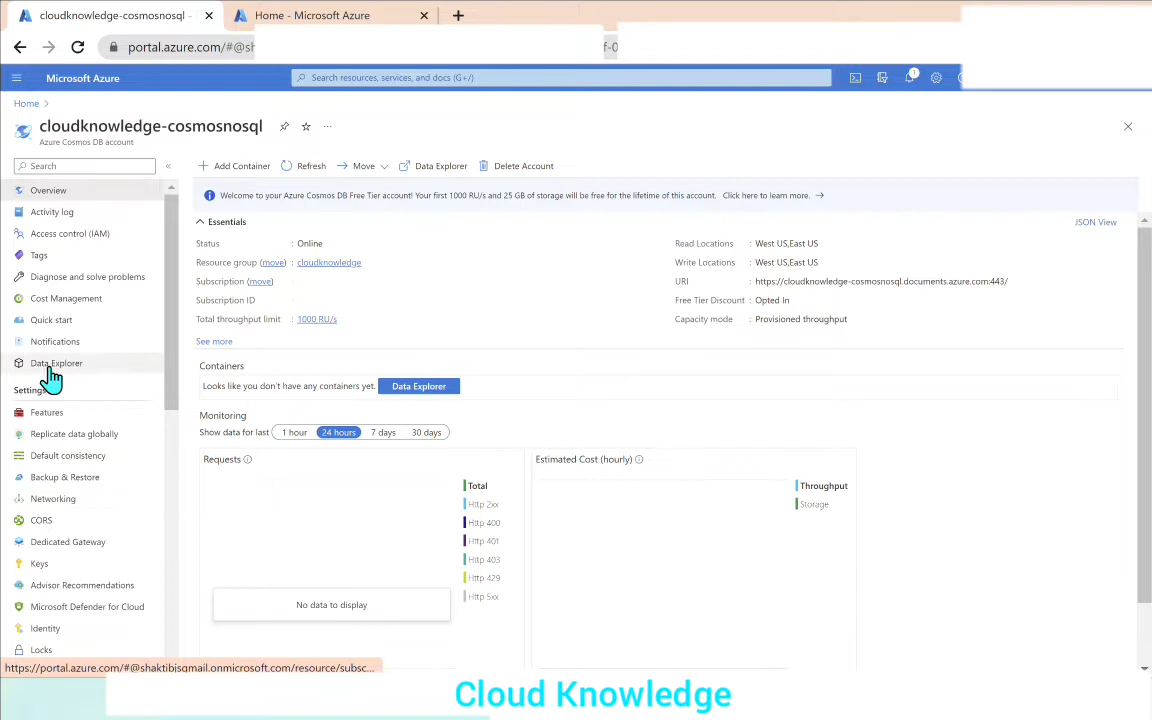 cloudknowledge-cosmosnosql -
Home - Microsoft Azure
portal.azure.com/#@sh
f-0
Microsoft Azure
Search resources, services, and docs (G+/)
1
Home
cloudknowledge-cosmosnosql
Azure Cosmos DB account
Search
Add Container Refresh Move Data Explorer Delete Account
Overview
Activity log
Access control (IAM)
Tags
Diagnose and solve problems
Cost Management
Quick start
Notifications
Data Explorer
Settings
Features
Replicate data globally
Default consistency
Backup & Restore
Networking
CORS
Dedicated Gateway
Keys
Advisor Recommendations
Microsoft Defender for Cloud
Identity
Locks
Welcome to your Azure Cosmos DB Free Tier account! Your first 1000 RU/s and 25 GB of storage will be free for the lifetime of this account. Click here to learn more. →
Essentials
JSON View
Status : Online
Resource group (move) : cloudknowledge
Subscription (move) :
Subscription ID :
Total throughput limit : 1000 RU/s
Read Locations : West US,East US
Write Locations : West US,East US
URI : https://cloudknowledge-cosmosnosql.documents.azure.com:443/
Free Tier Discount : Opted In
Capacity mode : Provisioned throughput
See more
Containers
Looks like you don't have any containers yet. Data Explorer
Monitoring
Show data for last 1 hour 24 hours 7 days 30 days
Requests
Total
Http 2xx
Http 400
Http 401
Http 403
Http 429
Http 5xx
No data to display
Estimated Cost (hourly)
Throughput
Storage
https://portal.azure.com/#@shaktibisgmail.onmicrosoft.com/resource/subsc...
Cloud Knowledge